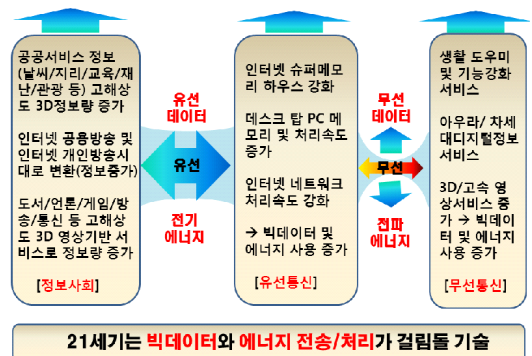 공공서비스 정보
(날씨/지리/교육/재
난/관광 등) 고해상
도 3D정보량 증가
인터넷 공용방송 및
인터넷 개인방송시
대로 변환(정보증가)
도서/언론/게임/방
송/통신 등 고해상
도 3D 영상기반 서
비스로 정보량 증가
[정보사회]
유선
데이터
유선
전기
에너지
인터넷 슈퍼메모
리 하우스 강화
데스크 탑 PC 메
모리 및 처리속도
증가
인터넷 네트워크
처리속도 강화
→ 빅데이터 및
에너지 사용 증가
[유선통신]
무선
데이터
무선
전파
에너지
생활 도우미
및 기능강화
서비스
아우라/ 차세
대디지털정보
서비스
3D/고속 영
상서비스 증
가 → 빅데이
터 및 에너지
사용 증가
[무선통신]
21세기는 빅데이터와 에너지 전송/처리가 걸림돌 기술